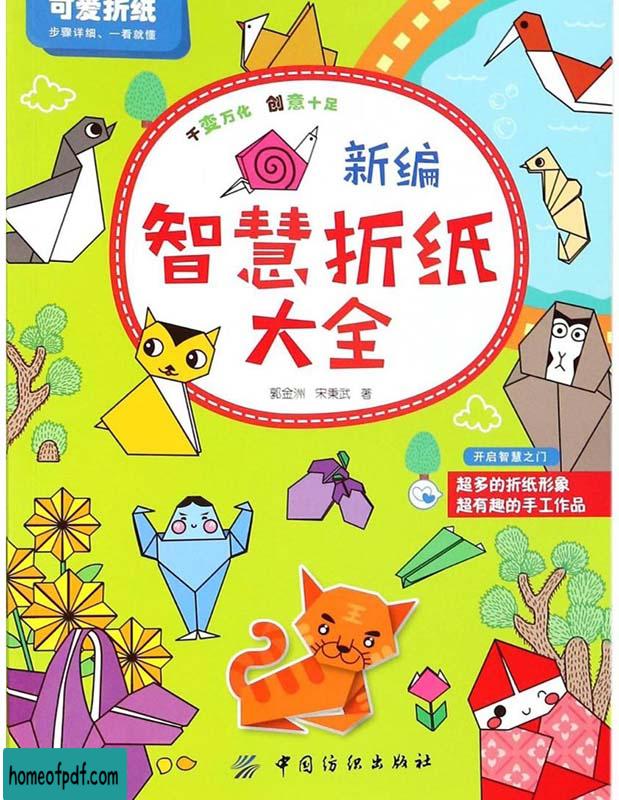 可爱折纸
步骤详细、一看就懂
千变万化 创意十足
新编
智慧折纸
大全
郭金洲 宋秉武 著
开启智慧之门
超多的折纸形象
超有趣的手工作品
王
中国纺织出版社
homeofpdf.com